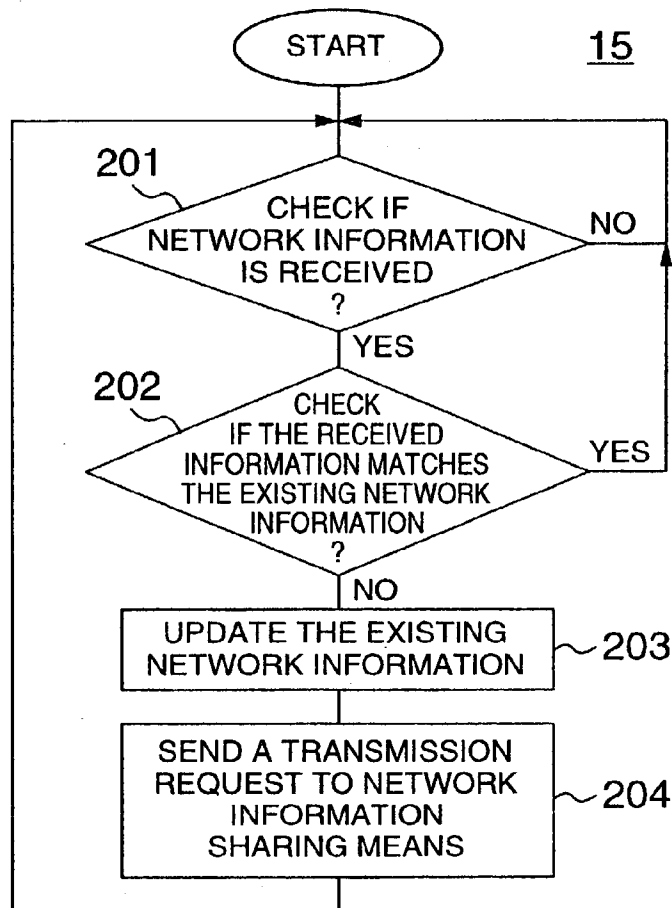 START
15
201
CHECK IF
NETWORK INFORMATION
IS RECEIVED
?
NO
YES
202
CHECK
IF THE RECEIVED
INFORMATION MATCHES
THE EXISTING NETWORK
INFORMATION
?
YES
NO
UPDATE THE EXISTING
NETWORK INFORMATION
203
SEND A TRANSMISSION
REQUEST TO NETWORK
INFORMATION
SHARING MEANS
204